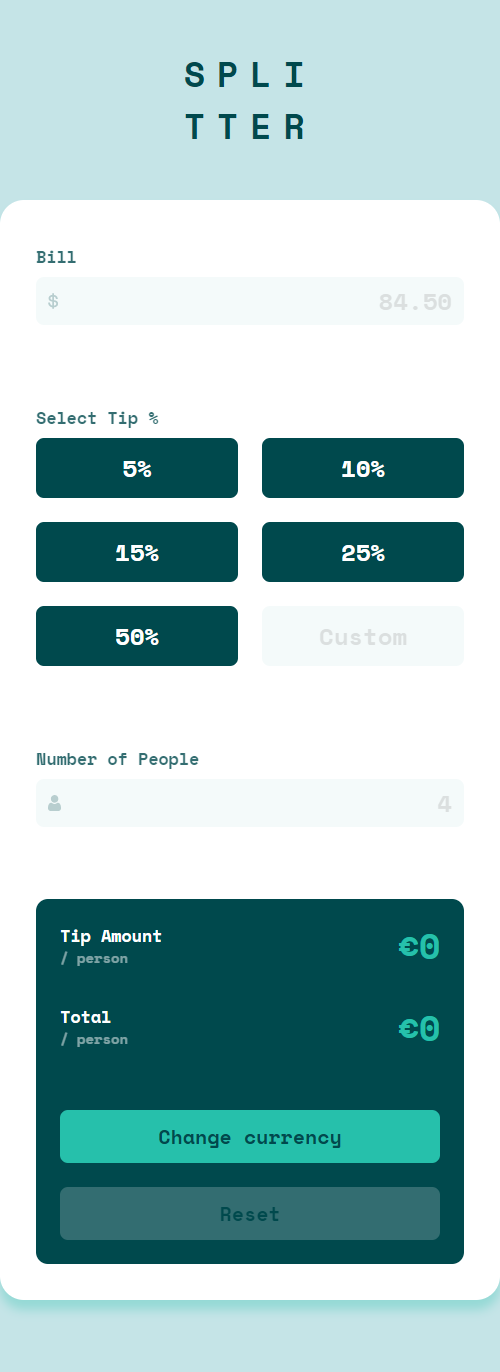 SPLI
TTER
Bill
$ 84.50
Select Tip %
5% 10%
15% 25%
50% Custom
Number of People
4
Tip Amount
/ person
€0
Total
/ person
€0
Change currency
Reset